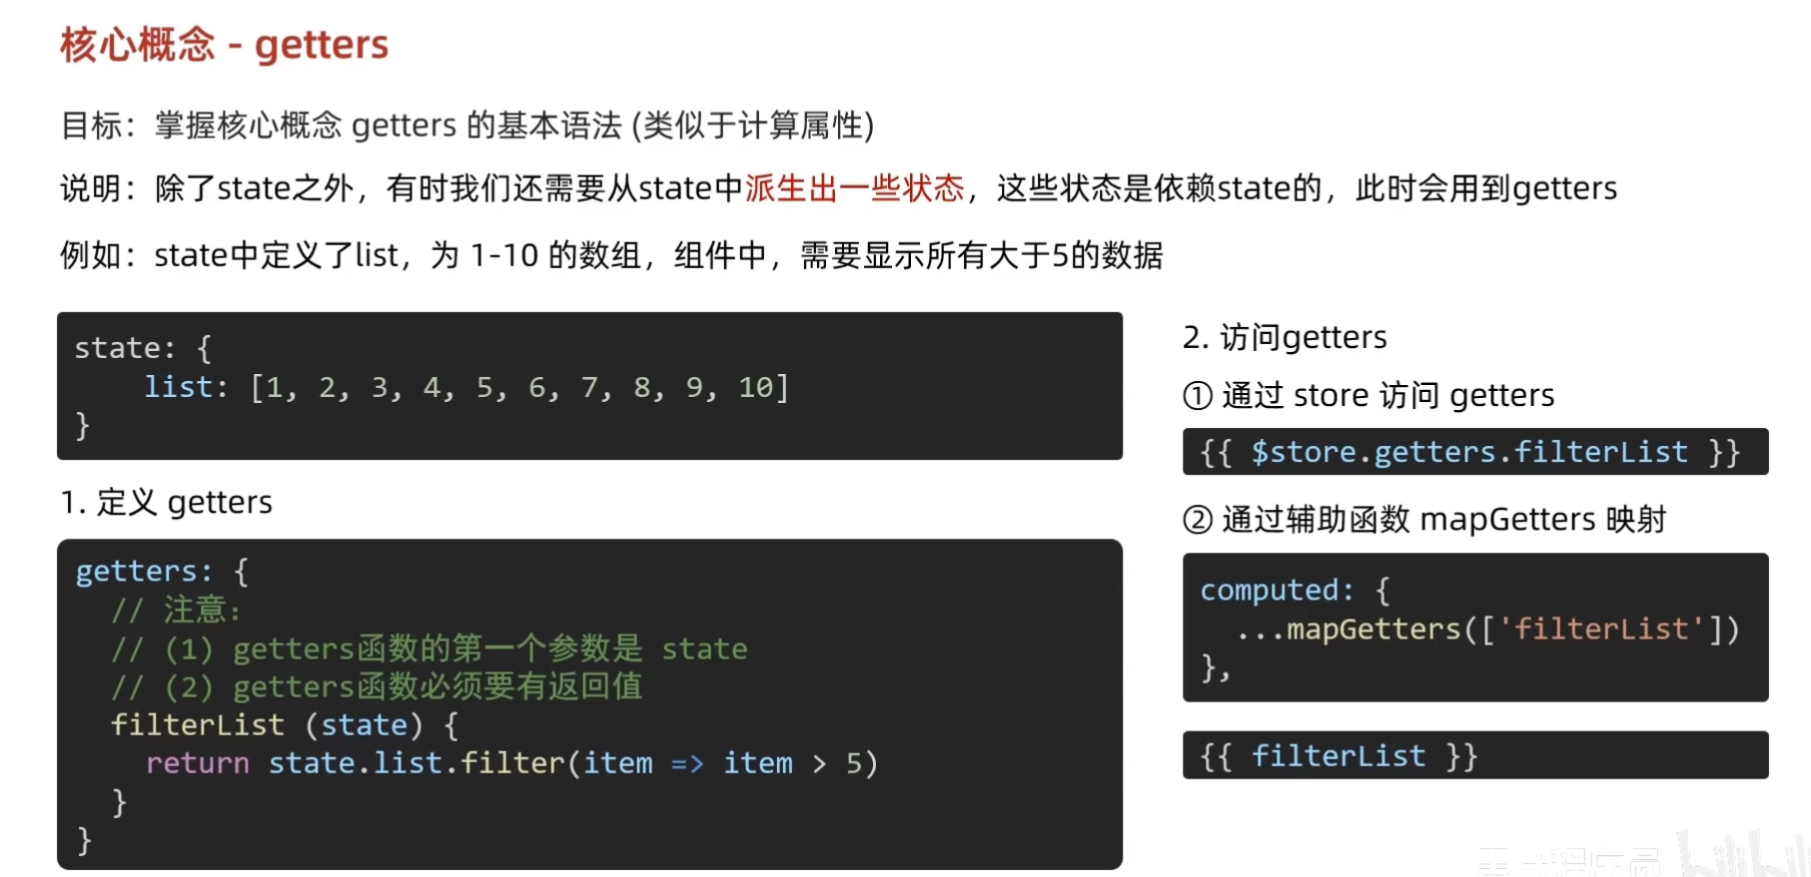 核心概念 - getters
目标：掌握核心概念 getters 的基本语法 (类似于计算属性)
说明：除了state之外，有时我们还需要从state中派生出一些状态，这些状态是依赖state的，此时会用到getters
例如：state中定义了list，为 1-10 的数组，组件中，需要显示所有大于5的数据
state: {
    list: [1, 2, 3, 4, 5, 6, 7, 8, 9, 10]
}
1. 定义 getters
getters: {
  // 注意：
  // (1) getters函数的第一个参数是 state
  // (2) getters函数必须要有返回值
  filterList (state) {
    return state.list.filter(item => item > 5)
  }
}
2. 访问getters
① 通过 store 访问 getters
{{ $store.getters.filterList }}
② 通过辅助函数 mapGetters 映射
computed: {
  ...mapGetters(['filterList'])
},
{{ filterList }}